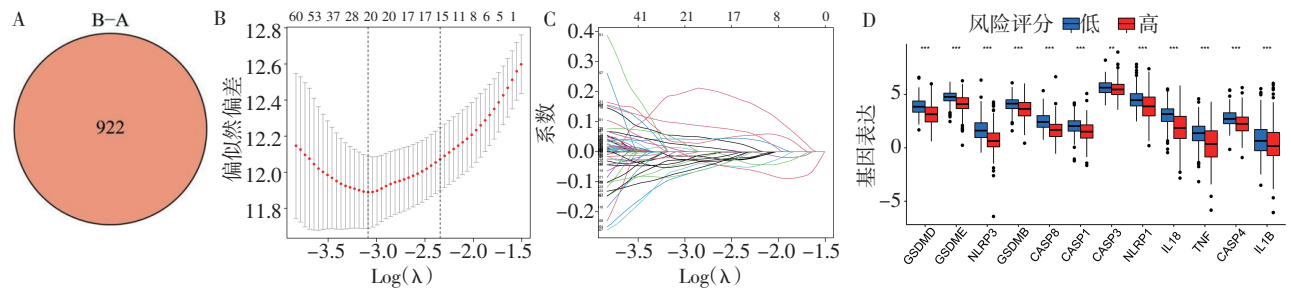 A
B−A
922
B
60 53 37 28 20 20 17 17 15 11 8 6 5 1
12.8
12.6
12.4
12.2
12.0
11.8
偏似然偏差
−3.5 −3.0 −2.5 −2.0 −1.5
Log(λ)
C
41 21 17 8 0
0.4
0.3
0.2
0.1
0.0
−0.1
−0.2
系数
−3.5 −3.0 −2.5 −2.0 −1.5
Log(λ)
D
风险评分 低 高
*** *** *** *** *** *** ** *** *** *** *** ***
5
0
−5
基因表达
GSDMD GSDME NLRP3 GSDMB CASP8 CASP1 CASP3 NLRP1 IL18 TNF CASP4 IL1B